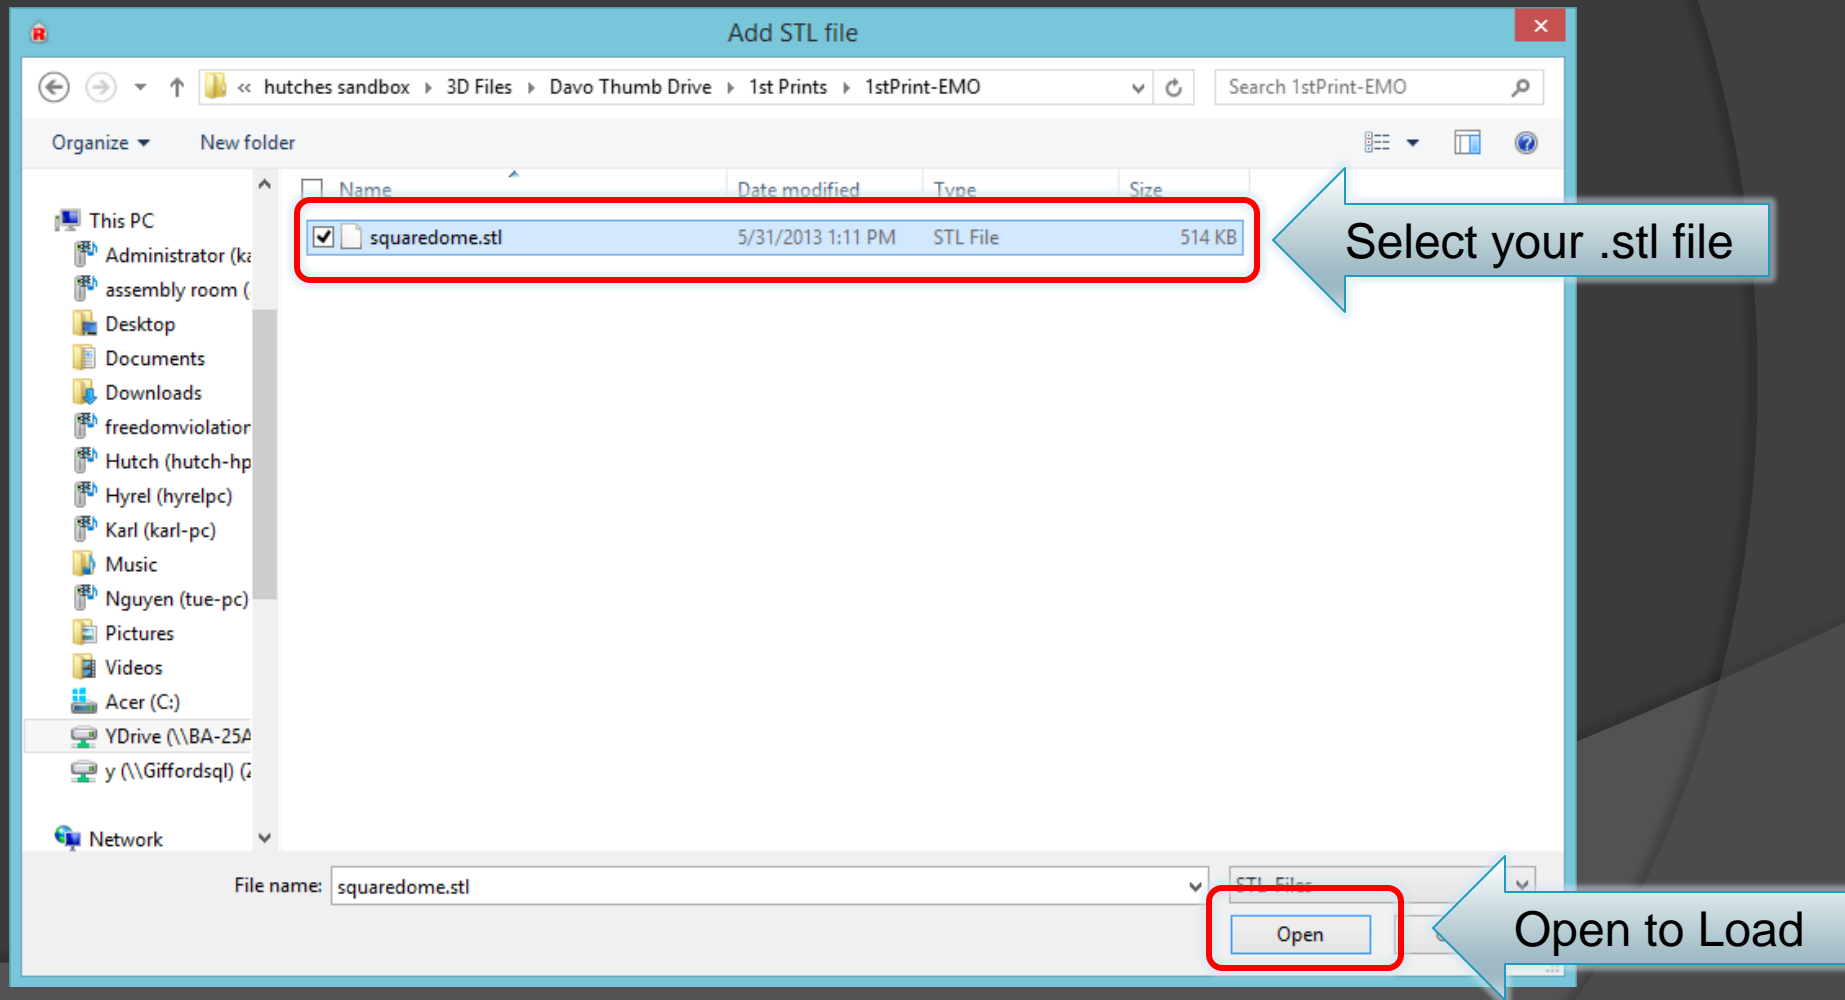 Add STL file
« hutches sandbox 3D Files Davo Thumb Drive 1st Prints 1stPrint-EMO
Search 1stPrint-EMO
Organize New folder
Name Date modified Type Size
squaredome.stl 5/31/2013 1:11 PM STL File 514 KB
Select your .stl file
This PC
Administrator (ka
assembly room (
Desktop
Documents
Downloads
freedomviolation
Hutch (hutch-hp
Hyrel (hyrelpc)
Karl (karl-pc)
Music
Nguyen (tue-pc)
Pictures
Videos
Acer (C:)
YDrive (\\BA-25A
y (\\Giffordsql) (Z
Network
File name: squaredome.stl STL Files
Open
Open to Load